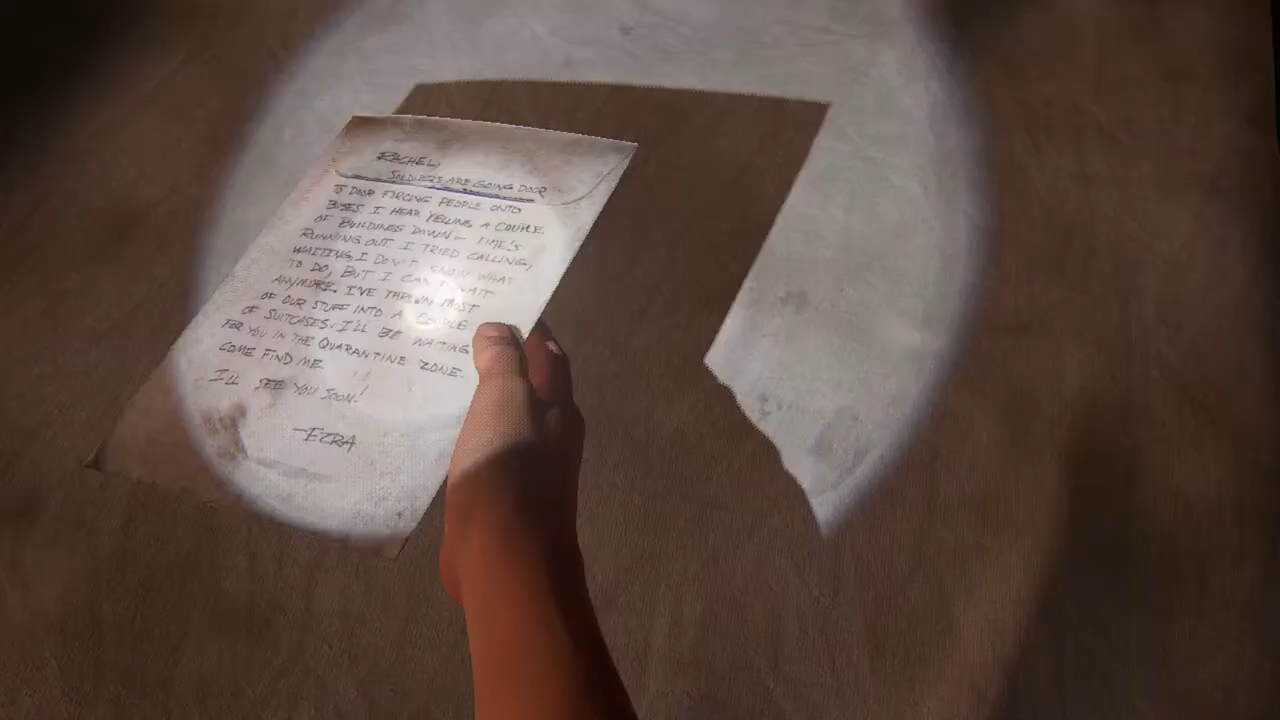 RACHEL,
SOLDIERS ARE GOING DOOR
TO DOOR FORCING PEOPLE ONTO
BUSES. I HEAR YELLING A COUPLE
OF BUILDINGS DOWN – TIME'S
RUNNING OUT. I TRIED CALLING,
WAITING, I DON'T KNOW WHAT
TO DO, BUT I CAN'T WAIT
ANYMORE. I'VE THROWN MOST
OF OUR STUFF INTO A COUPLE
OF SUITCASES. I'LL BE WAITING
FOR YOU IN THE QUARANTINE ZONE.
COME FIND ME.
I'LL SEE YOU SOON!
–EZRA